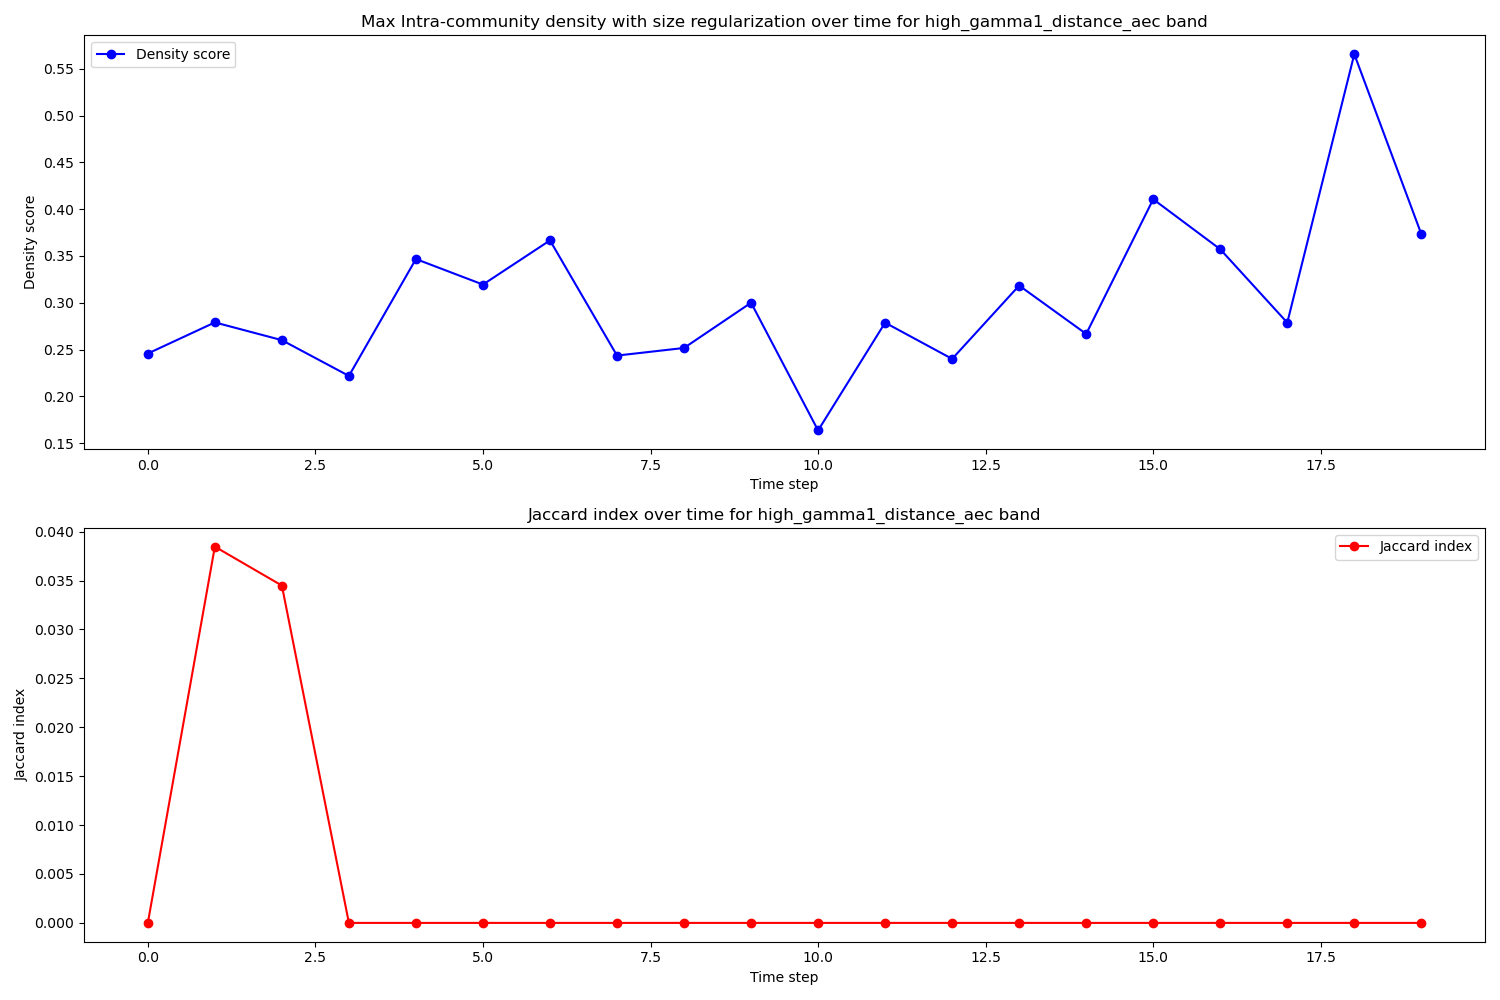 Max Intra-community density with size regularization over time for high_gamma1_distance_aec band
Density score
0.55
0.50
0.45
0.40
0.35
0.30
0.25
0.20
0.15
Density score
0.0 2.5 5.0 7.5 10.0 12.5 15.0 17.5
Time step
Jaccard index over time for high_gamma1_distance_aec band
Jaccard index
0.040
0.035
0.030
0.025
0.020
0.015
0.010
0.005
0.000
Jaccard index
0.0 2.5 5.0 7.5 10.0 12.5 15.0 17.5
Time step